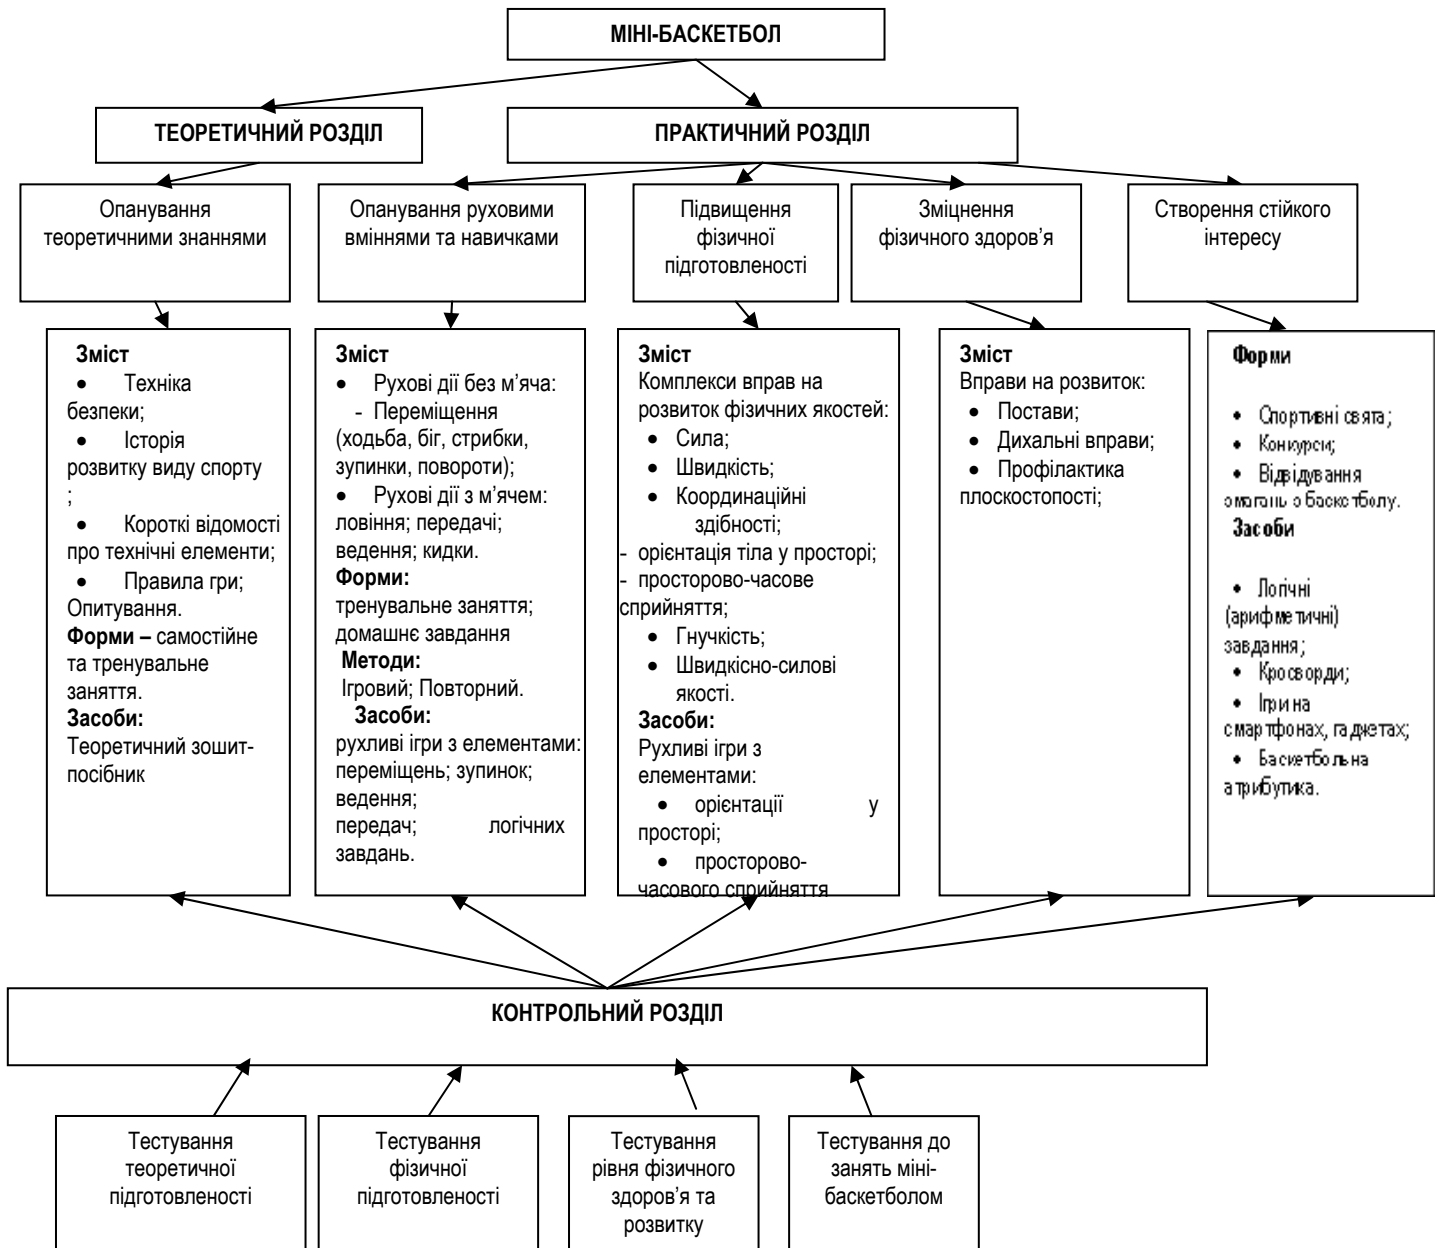 МІНІ-БАСКЕТБОЛ
ТЕОРЕТИЧНИЙ РОЗДІЛ
ПРАКТИЧНИЙ РОЗДІЛ
Опанування
теоретичними знаннями
Опанування руховими
вміннями та навичками
Підвищення
фізичної
підготовленості
Зміцнення
фізичного здоров’я
Створення стійкого
інтересу
Зміст
• Техніка
безпеки;
• Історія
розвитку виду спорту
;
• Короткі відомості
про технічні елементи;
• Правила гри;
Опитування.
Форми – самостійне
та тренувальне
заняття.
Засоби:
Теоретичний зошит-
посібник
Зміст
• Рухові дії без м’яча:
- Переміщення
(ходьба, біг, стрибки,
зупинки, повороти);
• Рухові дії з м’ячем:
ловіння; передачі;
ведення; кидки.
Форми:
тренувальне заняття;
домашнє завдання
Методи:
Ігровий; Повторний.
Засоби:
рухливі ігри з елементами:
переміщень; зупинок;
ведення;
передач; логічних
завдань.
Зміст
Комплекси вправ на
розвиток фізичних якостей:
• Сила;
• Швидкість;
• Координаційні
здібності;
- орієнтація тіла у просторі;
- просторово-часове
сприйняття;
• Гнучкість;
• Швидкісно-силові
якості.
Засоби:
Рухливі ігри з
елементами:
• орієнтації у
просторі;
• просторово-
часового сприйняття
Зміст
Вправи на розвиток:
• Постави;
• Дихальні вправи;
• Профілактика
плоскостопості;
Форми
• Спортивні свята;
• Конкурси;
• Відвідування
змагань з баскетболу.
Засоби
• Логічні
(арифметичні)
завдання;
• Кросворди;
• Ігри на
смартфонах, гаджетах;
• Баскетбольна
атрибутика.
КОНТРОЛЬНИЙ РОЗДІЛ
Тестування
теоретичної
підготовленості
Тестування
фізичної
підготовленості
Тестування
рівня фізичного
здоров’я та
розвитку
Тестування до
занять міні-
баскетболом